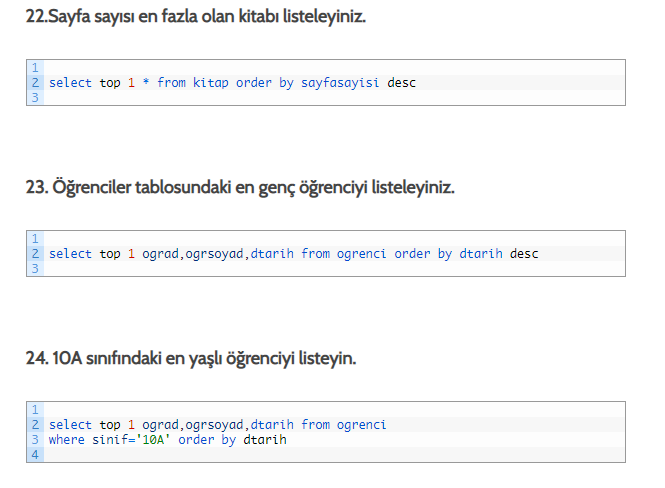 22.Sayfa sayısı en fazla olan kitabı listeleyiniz.
1
2 select top 1 * from kitap order by sayfasayisi desc
3
23. Öğrenciler tablosundaki en genç öğrenciyi listeleyiniz.
1
2 select top 1 ograd,ogrsoyad,dtarih from ogrenci order by dtarih desc
3
24. 10A sınıfındaki en yaşlı öğrenciyi listeyin.
1
2 select top 1 ograd,ogrsoyad,dtarih from ogrenci
3 where sinif='10A' order by dtarih
4